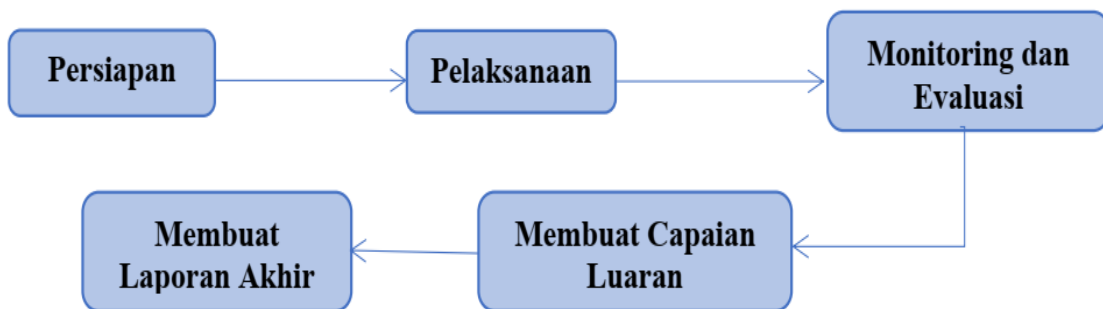 Persiapan
Pelaksanaan
Monitoring dan
Evaluasi
Membuat Capaian
Luaran
Membuat
Laporan Akhir